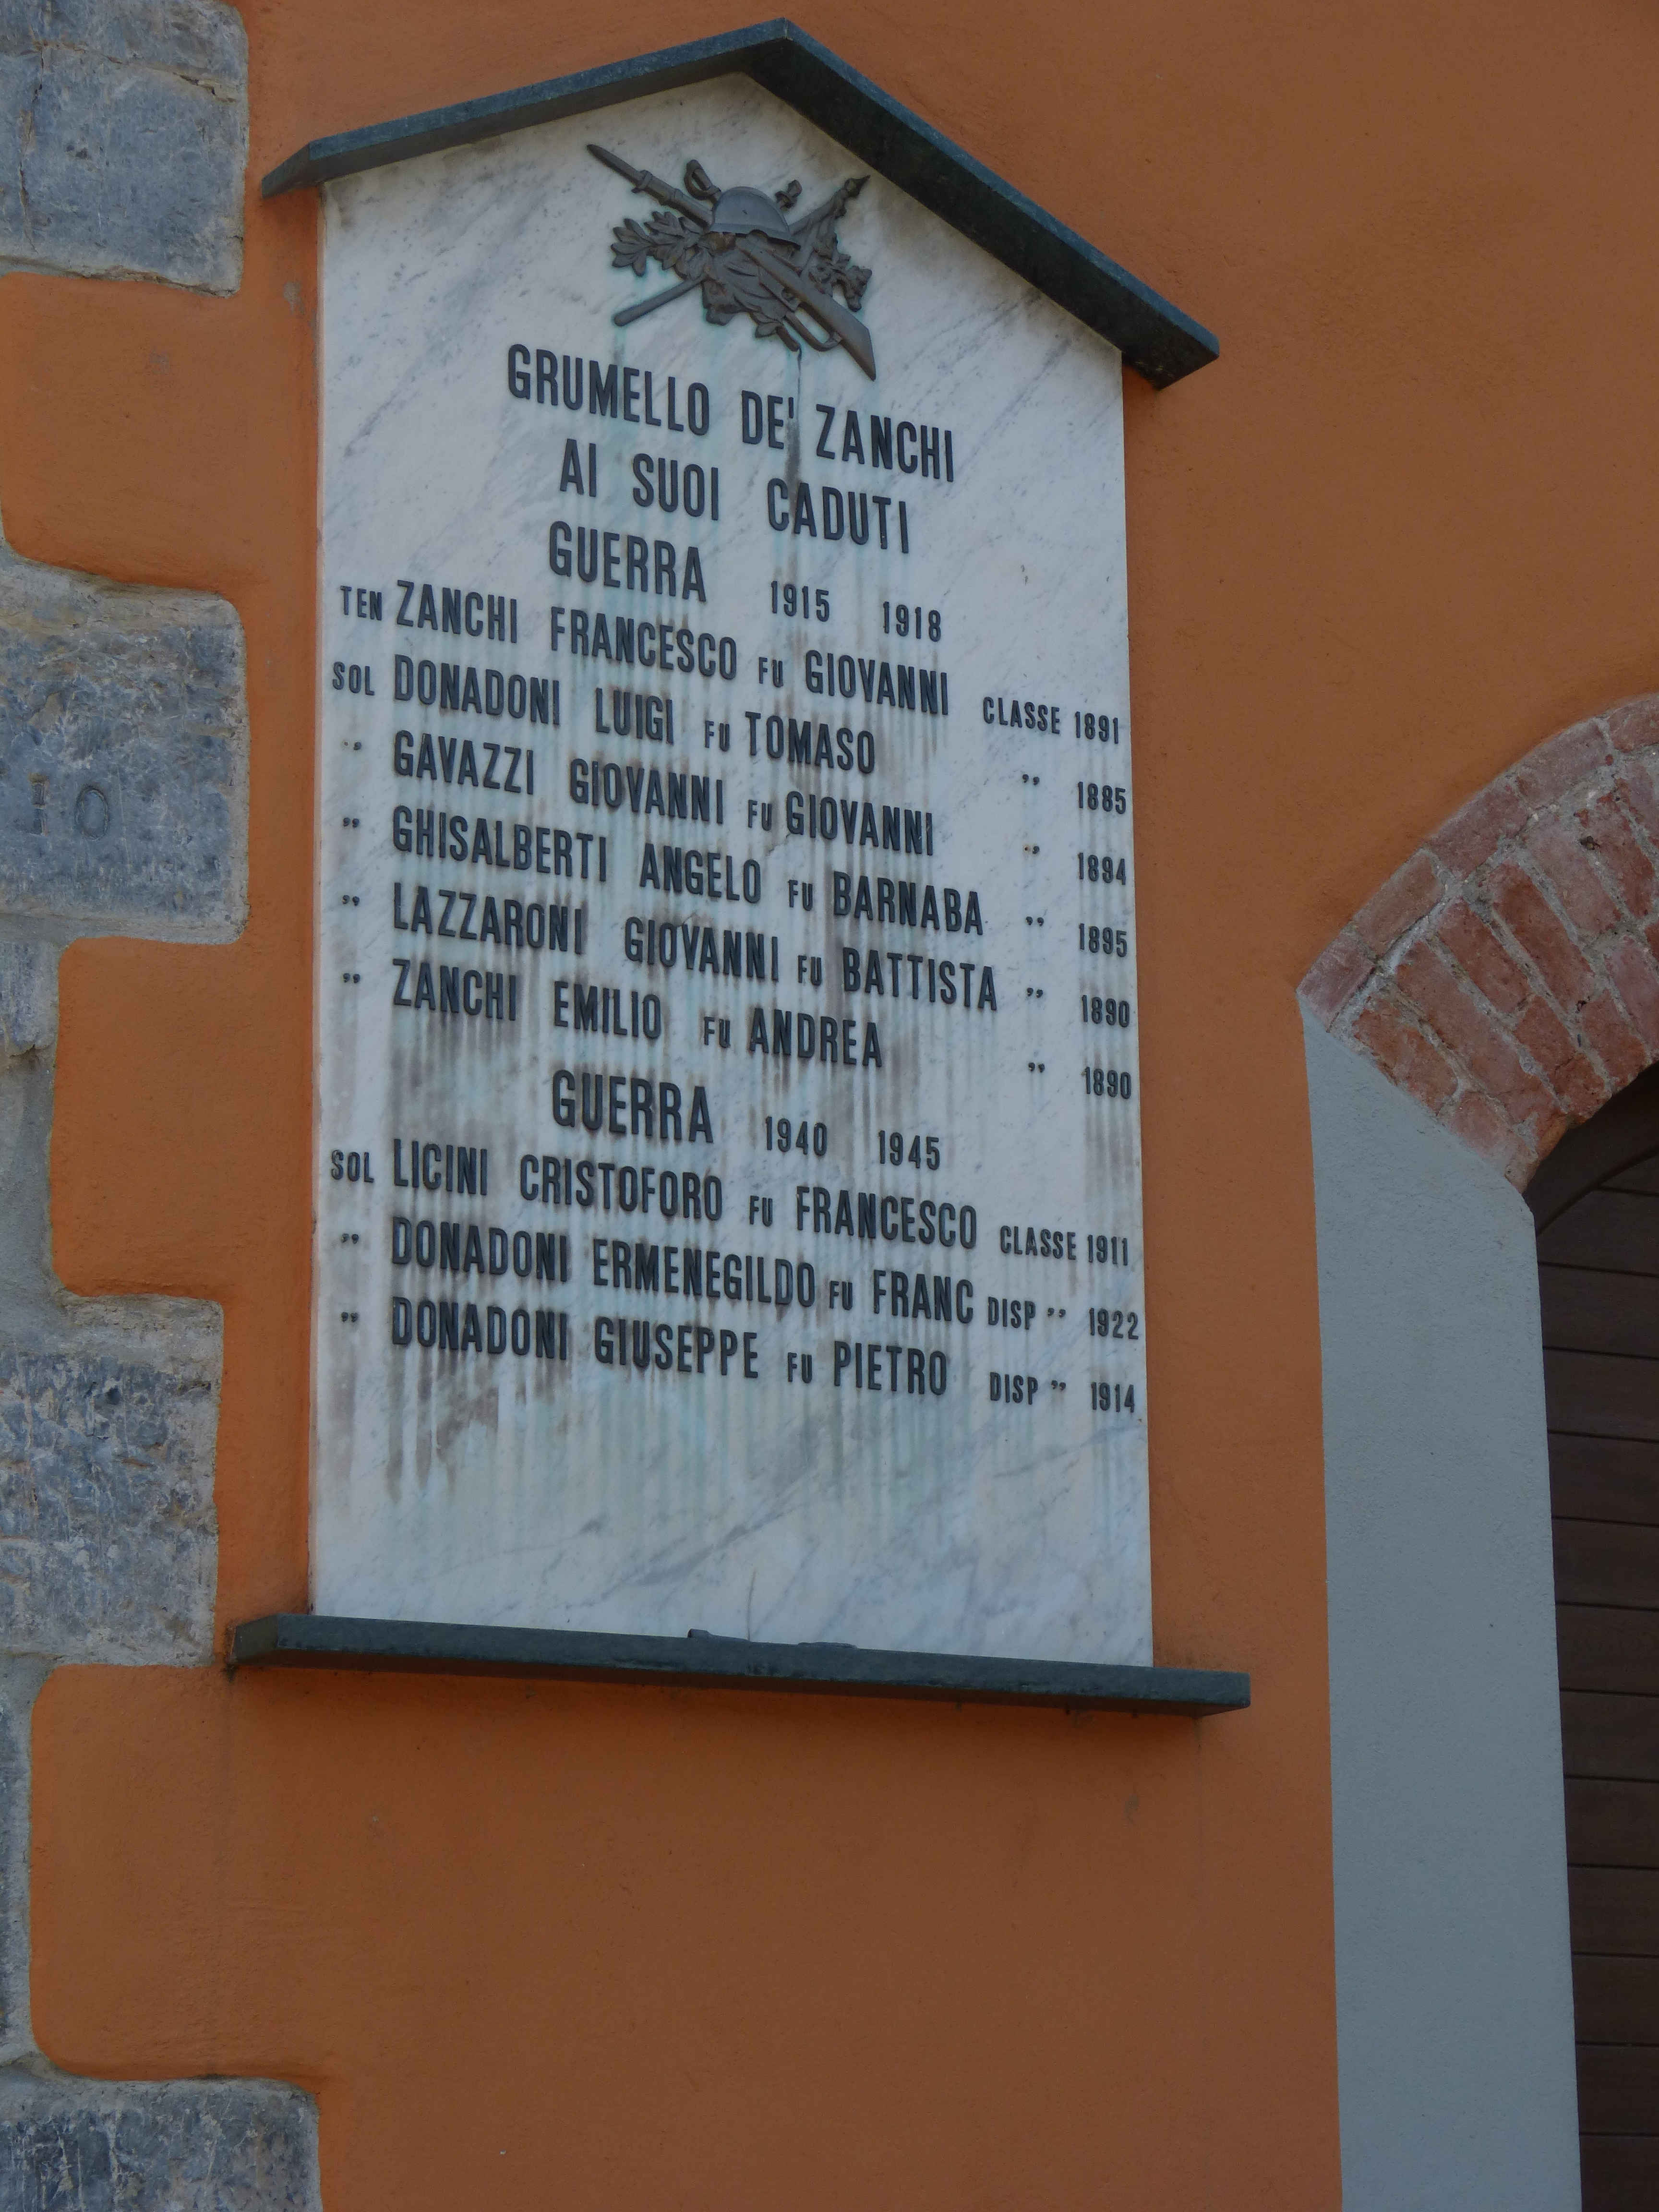 GRUMELLO DE' ZANCHI
AI SUOI CADUTI
GUERRA 1915 1918
TEN ZANCHI FRANCESCO FU GIOVANNI CLASSE 1891
SOL DONADONI LUIGI FU TOMASO " 1885
" GAVAZZI GIOVANNI FU GIOVANNI " 1894
" GHISALBERTI ANGELO FU BARNABA " 1895
" LAZZARONI GIOVANNI FU BATTISTA " 1890
" ZANCHI EMILIO FU ANDREA " 1890
GUERRA 1940 1945
SOL LICINI CRISTOFORO FU FRANCESCO CLASSE 1911
" DONADONI ERMENEGILDO FU FRANC DISP " 1922
" DONADONI GIUSEPPE FU PIETRO DISP " 1914